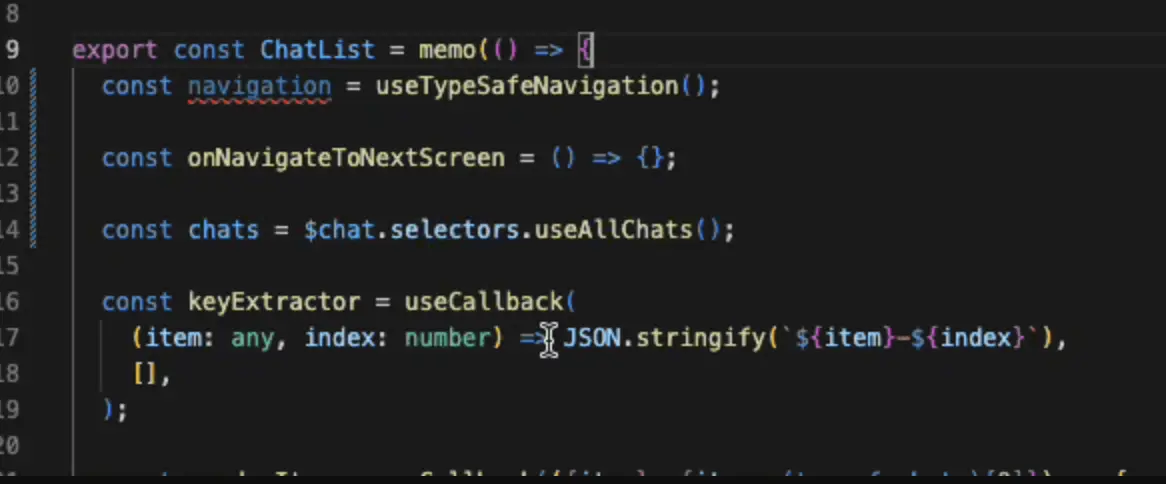 8
9 export const ChatList = memo(() => {
10 const navigation = useTypeSafeNavigation();
11
12 const onNavigateToNextScreen = () => {};
13
14 const chats = $chat.selectors.useAllChats();
15
16 const keyExtractor = useCallback(
17 (item: any, index: number) => JSON.stringify(`${item}-${index}`),
18 [],
19 );
20